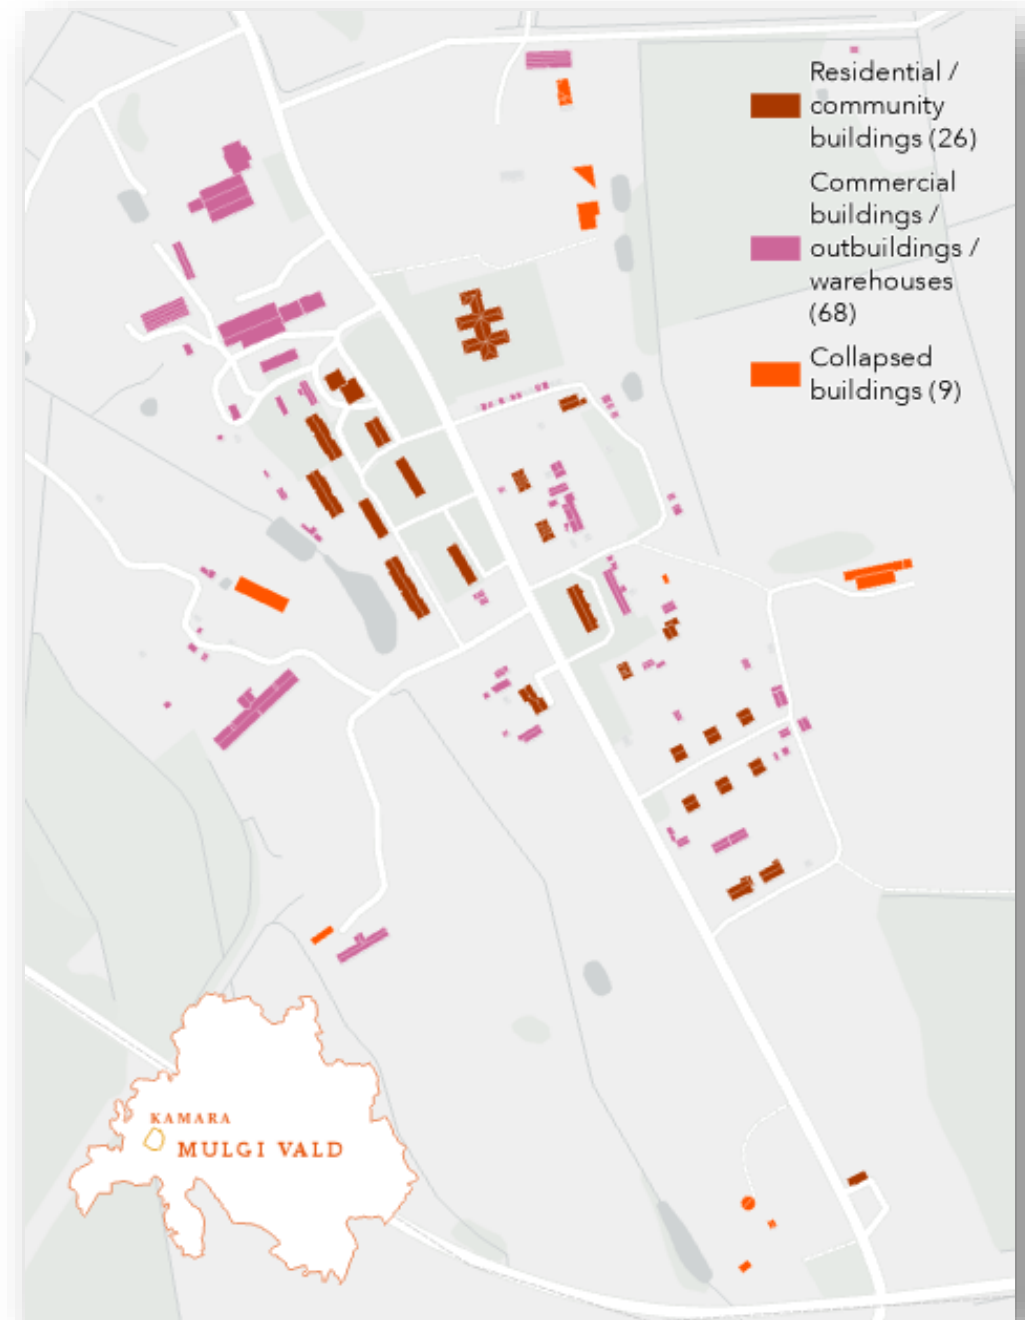 Residential /
community
buildings (26)
Commercial
buildings /
outbuildings /
warehouses
(68)
Collapsed
buildings (9)
KAMARA
MULGI VALD